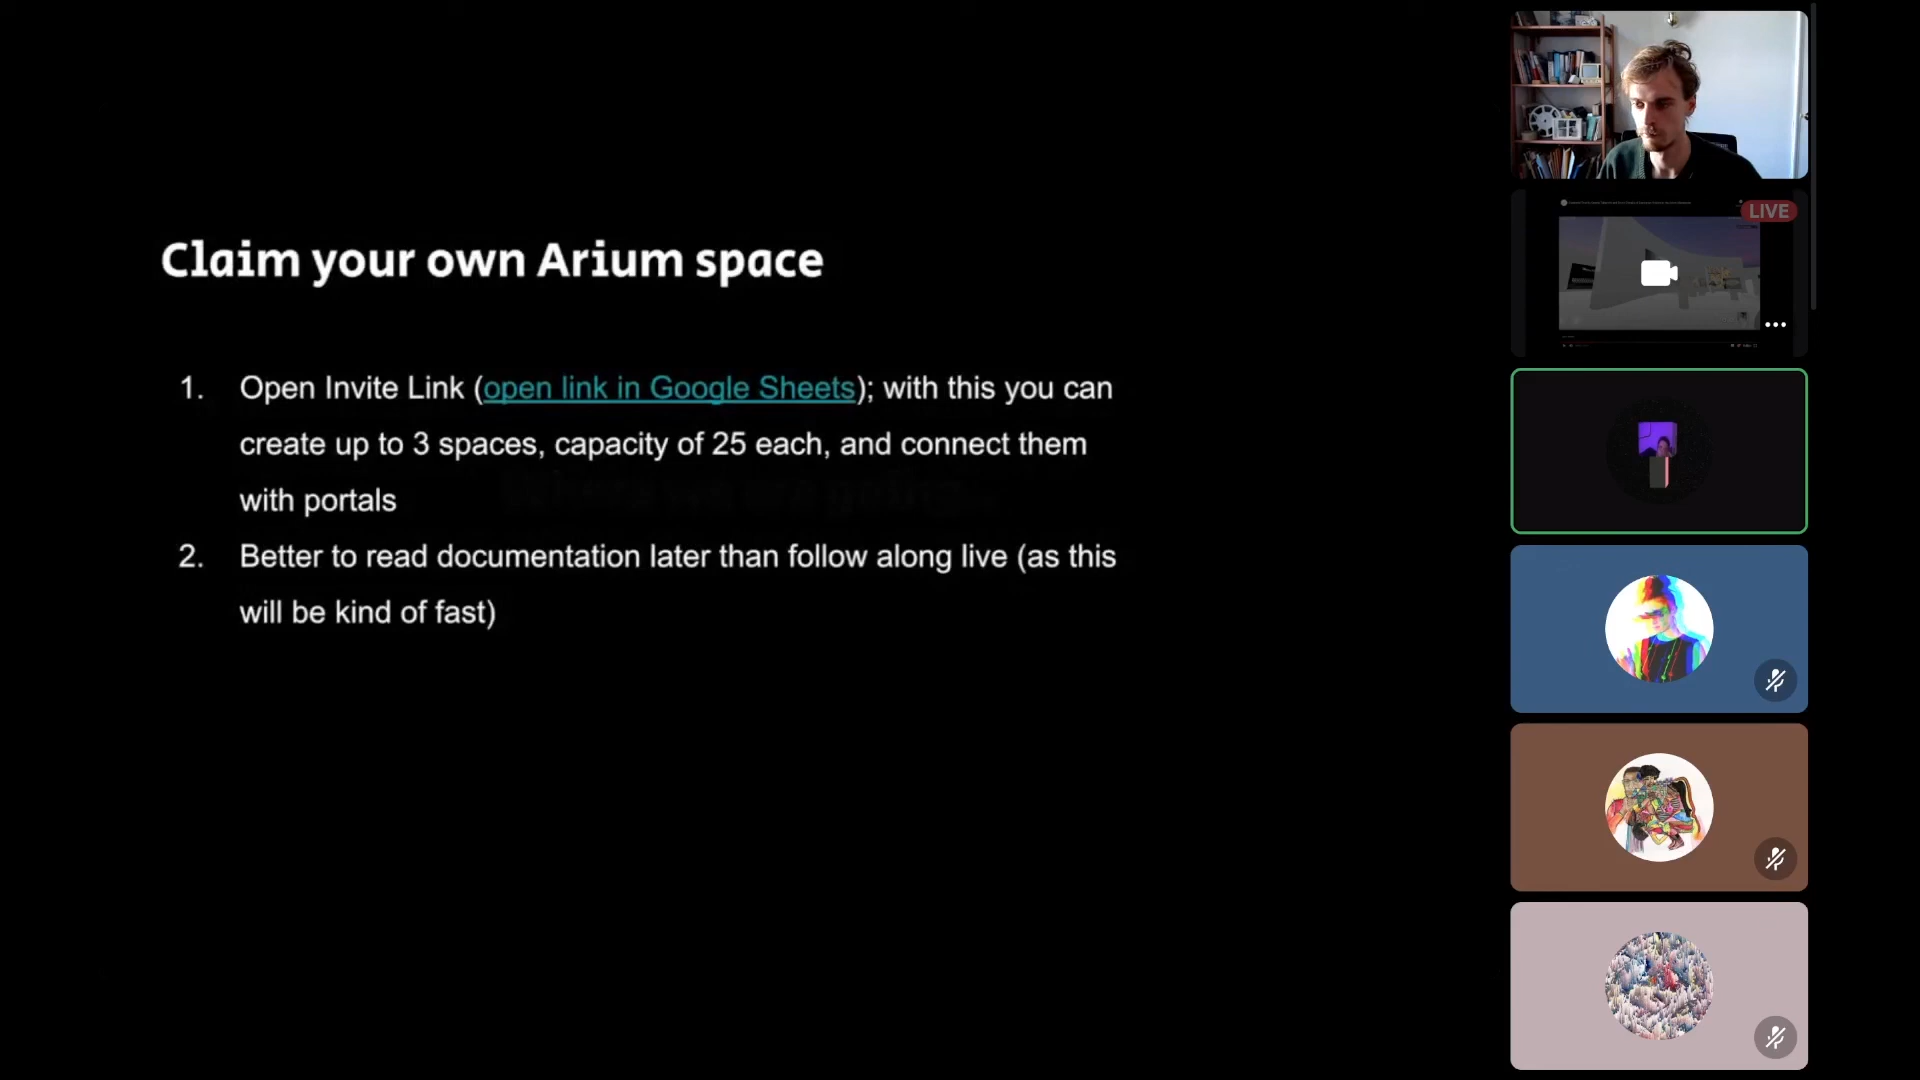 Claim your own Arium space
1. Open Invite Link (open link in Google Sheets); with this you can
create up to 3 spaces, capacity of 25 each, and connect them
with portals
2. Better to read documentation later than follow along live (as this
will be kind of fast)
LIVE